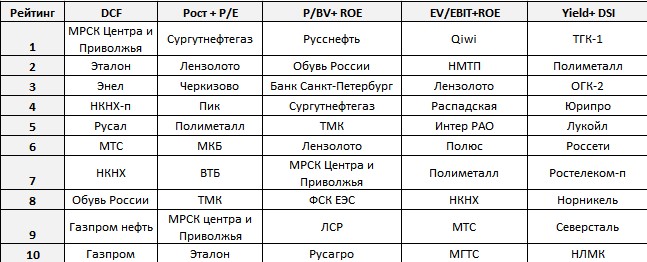 Рейтинг DCF Рост + P/E P/BV+ ROE EV/EBIT+ROE Yield+ DSI
1 МРСК Центра и Приволжья Сургутнефтегаз Русснефть Qiwi ТГК-1
2 Эталон Лензолото Обувь России НМТП Полиметалл
3 Энел Черкизово Банк Санкт-Петербург Лензолото ОГК-2
4 НКНХ-п Пик Сургутнефтегаз Распадская Юрипро
5 Русал Полиметалл ТМК Интер РАО Лукойл
6 МТС МКБ Лензолото Полюс Россети
7 НКНХ ВТБ МРСК Центра и Приволжья Полиметалл Ростелеком-п
8 Обувь России ТМК ФСК ЕЭС НКНХ Норникель
9 Газпром нефть МРСК центра и Приволжья ЛСР МТС Северсталь
10 Газпром Эталон Русагро МГТС НЛМК